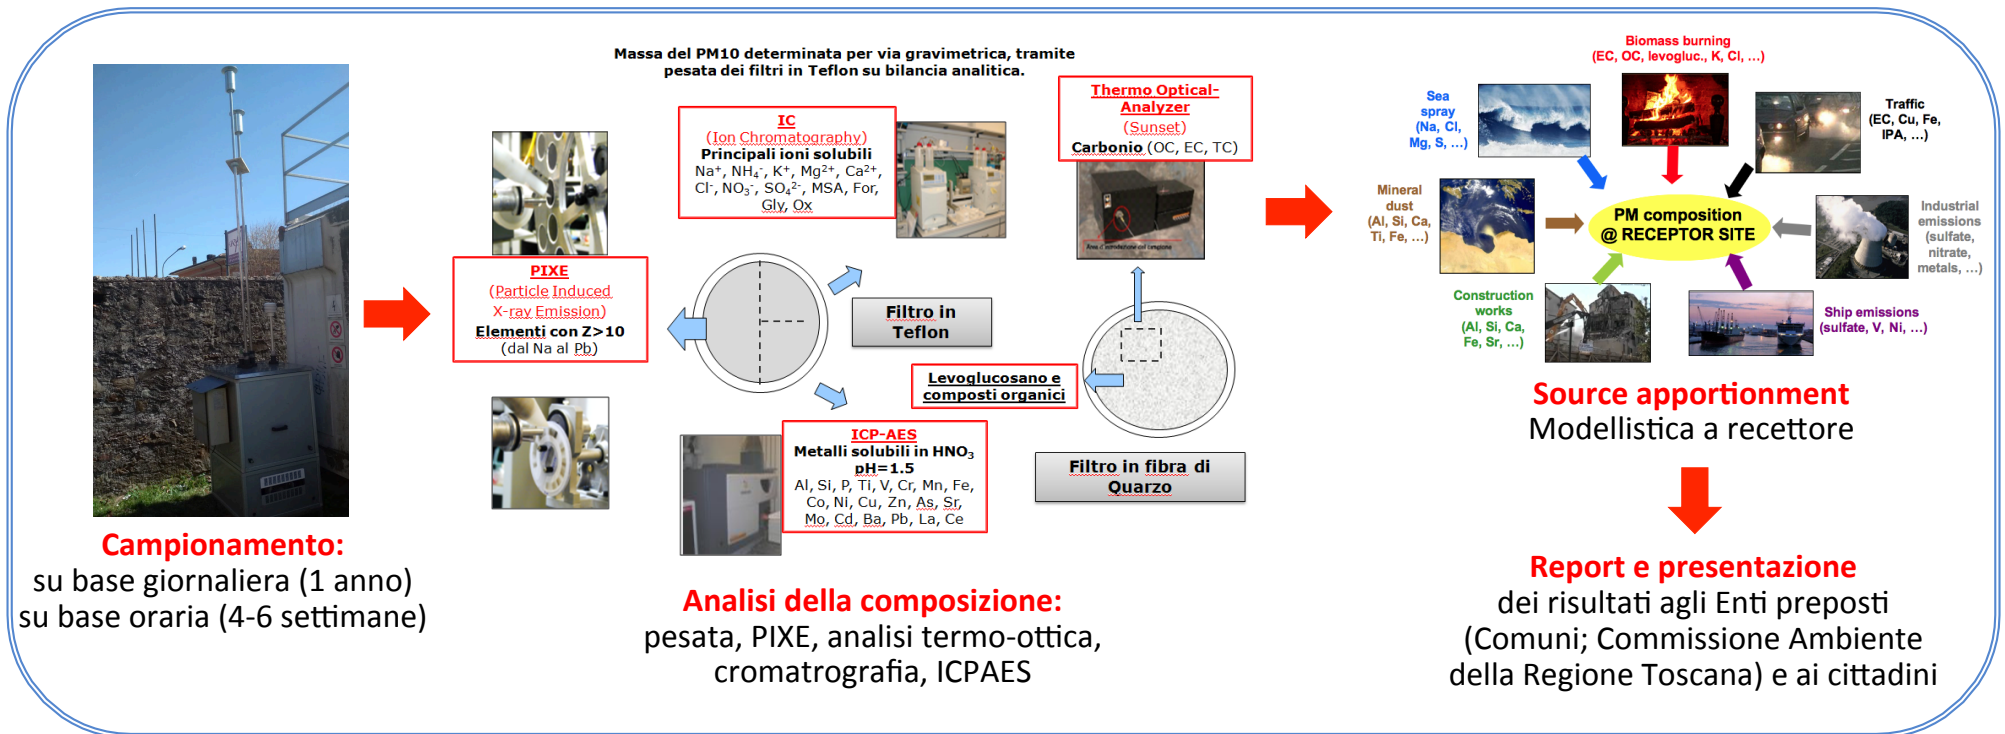 Massa del PM10 determinata per via gravimetrica, tramite
pesata dei filtri in Teflon su bilancia analitica.
IC
(Ion Chromatography)
Principali ioni solubili
Na⁺, NH₄⁻, K⁺, Mg²⁺, Ca²⁺,
Cl⁻, NO₃⁻, SO₄²⁻, MSA, For,
Gly, Ox
Thermo Optical-
Analyzer
(Sunset)
Carbonio (OC, EC, TC)
Area d'introduzione del campione
PIXE
(Particle Induced
X-ray Emission)
Elementi con Z>10
(dal Na al Pb)
Filtro in
Teflon
Levoglucosano e
composti organici
ICP-AES
Metalli solubili in HNO₃
pH=1.5
Al, Si, P, Ti, V, Cr, Mn, Fe,
Co, Ni, Cu, Zn, As, Sr,
Mo, Cd, Ba, Pb, La, Ce
Filtro in fibra di
Quarzo
Biomass burning
(EC, OC, levogluc., K, Cl, ...)
Sea
spray
(Na, Cl,
Mg, S, ...)
Traffic
(EC, Cu, Fe,
IPA, ...)
Mineral
dust
(Al, Si, Ca,
Ti, Fe, ...)
PM composition
@ RECEPTOR SITE
Industrial
emissions
(sulfate,
nitrate,
metals, ...)
Construction
works
(Al, Si, Ca,
Fe, Sr, ...)
Ship emissions
(sulfate, V, Ni, ...)
Campionamento:
su base giornaliera (1 anno)
su base oraria (4-6 settimane)
Analisi della composizione:
pesata, PIXE, analisi termo-ottica,
cromatrografia, ICPAES
Source apportionment
Modellistica a recettore
Report e presentazione
dei risultati agli Enti preposti
(Comuni; Commissione Ambiente
della Regione Toscana) e ai cittadini